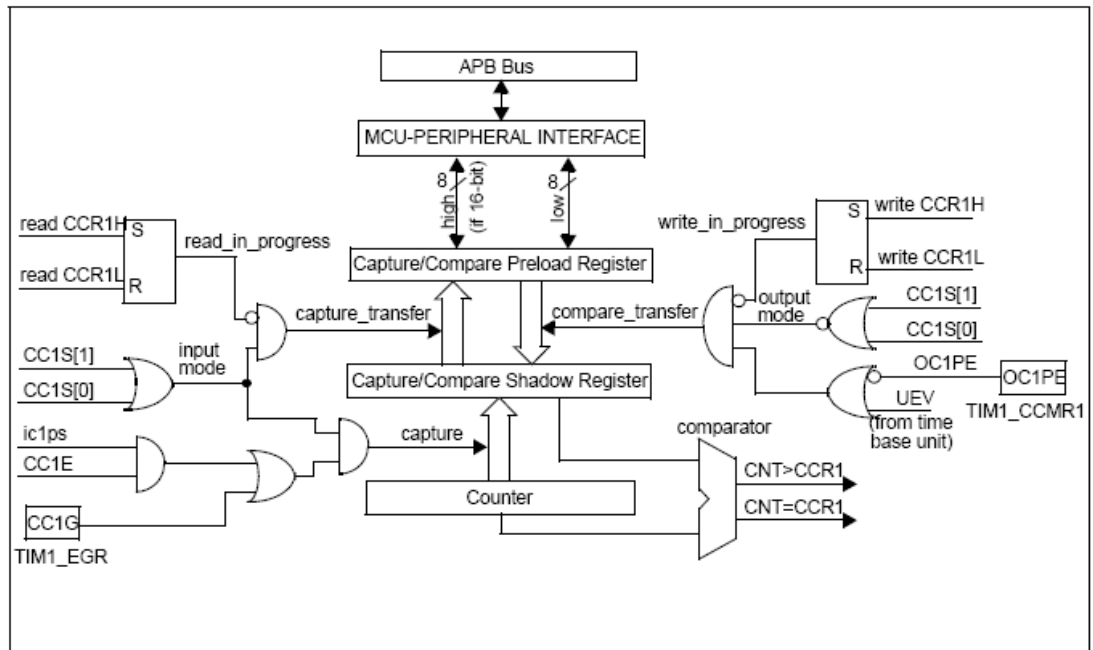 APB Bus
MCU-PERIPHERAL INTERFACE
8
high
(if 16-bit)
8
low
read CCR1H
S
read_in_progress
read CCR1L
R
write_in_progress
S
write CCR1H
R
write CCR1L
Capture/Compare Preload Register
CC1S[1]
output
mode
CC1S[0]
capture_transfer
compare_transfer
CC1S[1]
input
mode
CC1S[0]
Capture/Compare Shadow Register
OC1PE
OC1PE
UEV
TIM1_CCMR1
(from time
base unit)
ic1ps
CC1E
capture
comparator
CNT>CCR1
Counter
CNT=CCR1
CC1G
TIM1_EGR